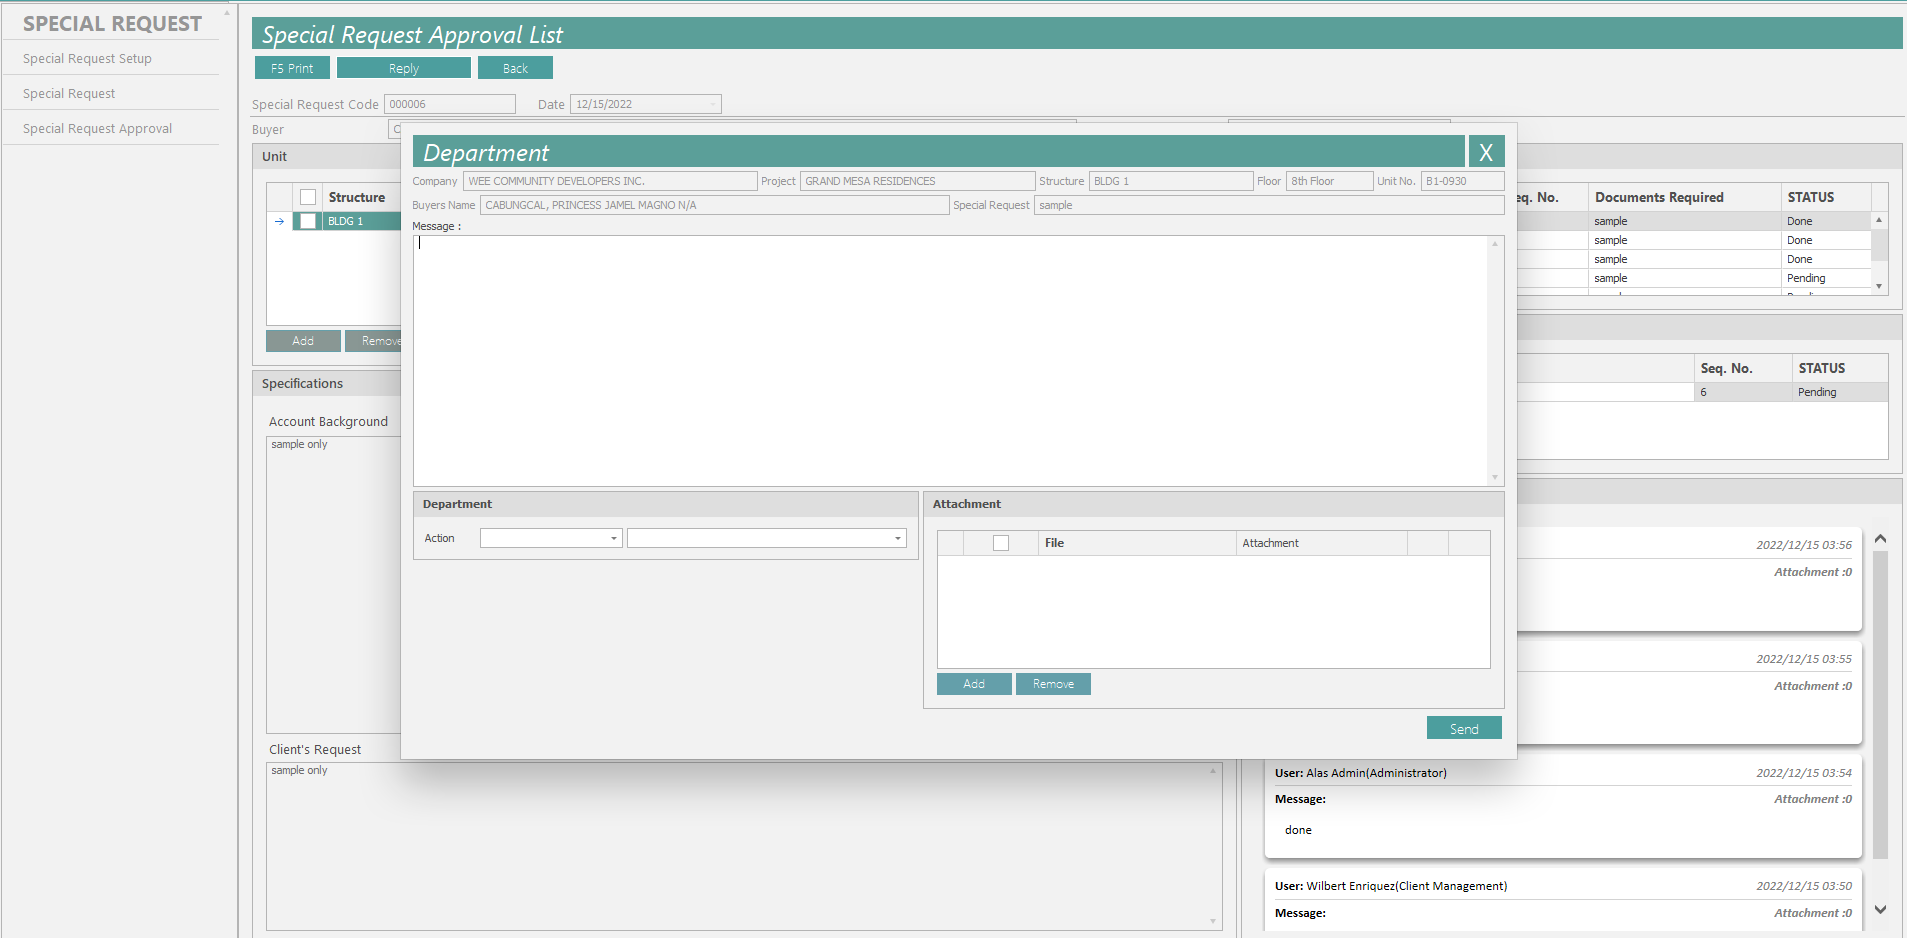 SPECIAL REQUEST
Special Request Setup
Special Request
Special Request Approval
Special Request Approval List
F5 Print
Reply
Back
Special Request Code 000006 Date 12/15/2022
Buyer C
Unit
Structure
BLDG 1
Add
Remove
Specifications
Account Background
sample only
Client's Request
sample only
Department
X
Company WEE COMMUNITY DEVELOPERS INC. Project GRAND MESA RESIDENCES Structure BLDG 1 Floor 8th Floor Unit No. B1-0930
Buyers Name CABUNGCAL, PRINCESS JAMEL MAGNO N/A Special Request sample
Message :
Department
Action
Attachment
File Attachment
Add
Remove
Send
eq. No. Documents Required STATUS
sample Done
sample Done
sample Done
sample Pending
Seq. No. STATUS
6 Pending
2022/12/15 03:56
Attachment :0
2022/12/15 03:55
Attachment :0
User: Alas Admin(Administrator) 2022/12/15 03:54
Message: Attachment :0
done
User: Wilbert Enriquez(Client Management) 2022/12/15 03:50
Message: Attachment :0